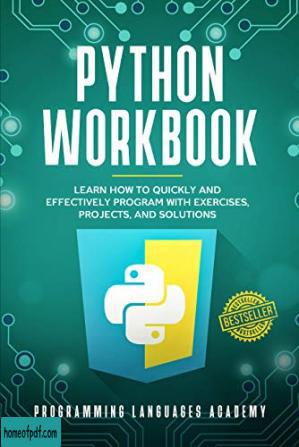 PYTHON
WORKBOOK
LEARN HOW TO QUICKLY AND
EFFECTIVELY PROGRAM WITH EXERCISES,
PROJECTS, AND SOLUTIONS
BESTSELLER
PROGRAMMING LANGUAGES ACADEMY
homeofpdf.com